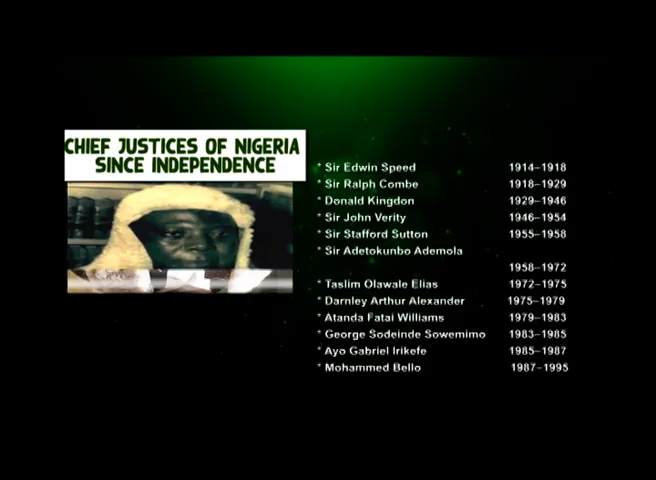 CHIEF JUSTICES OF NIGERIA
SINCE INDEPENDENCE
* Sir Edwin Speed 1914–1918
* Sir Ralph Combe 1918–1929
* Donald Kingdon 1929–1946
* Sir John Verity 1946–1954
* Sir Stafford Sutton 1955–1958
* Sir Adetokunbo Ademola
1958–1972
* Taslim Olawale Elias 1972–1975
* Darnley Arthur Alexander 1975–1979
* Atanda Fatai Williams 1979–1983
* George Sodeinde Sowemimo 1983–1985
* Ayo Gabriel Irikefe 1985–1987
* Mohammed Bello 1987–1995